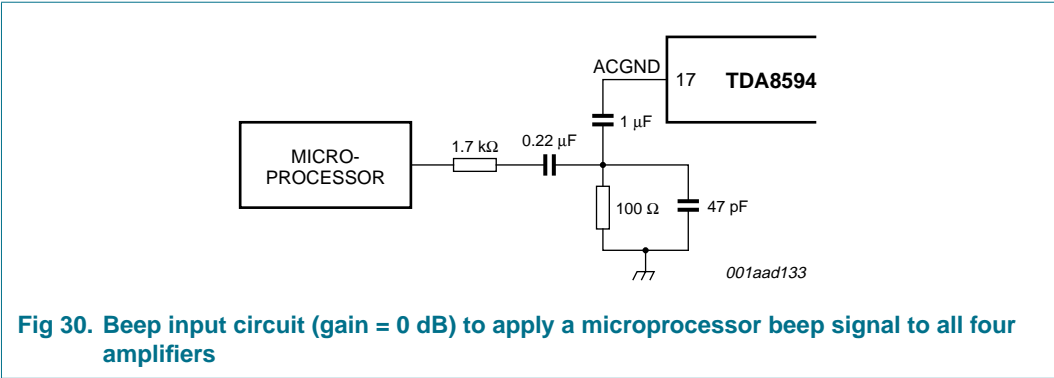 ACGND
17
TDA8594
1 μF
MICRO-
PROCESSOR
1.7 kΩ
0.22 μF
100 Ω
47 pF
001aad133
Fig 30. Beep input circuit (gain = 0 dB) to apply a microprocessor beep signal to all four
amplifiers